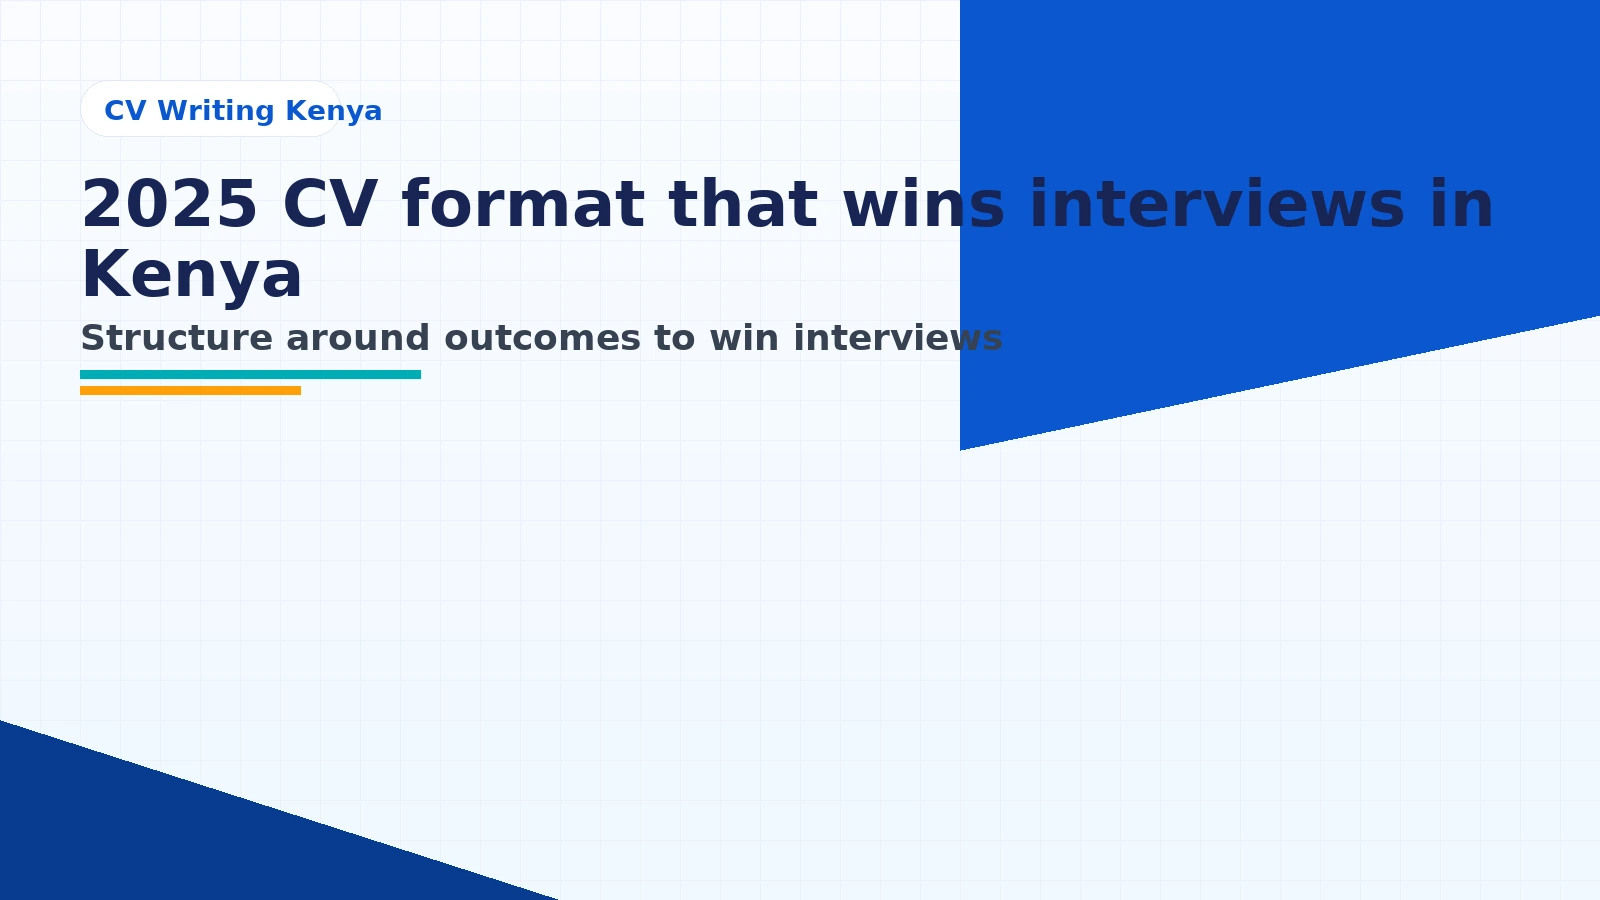 CV Writing Kenya
2025 CV format that wins interviews in
Kenya
Structure around outcomes to win interviews